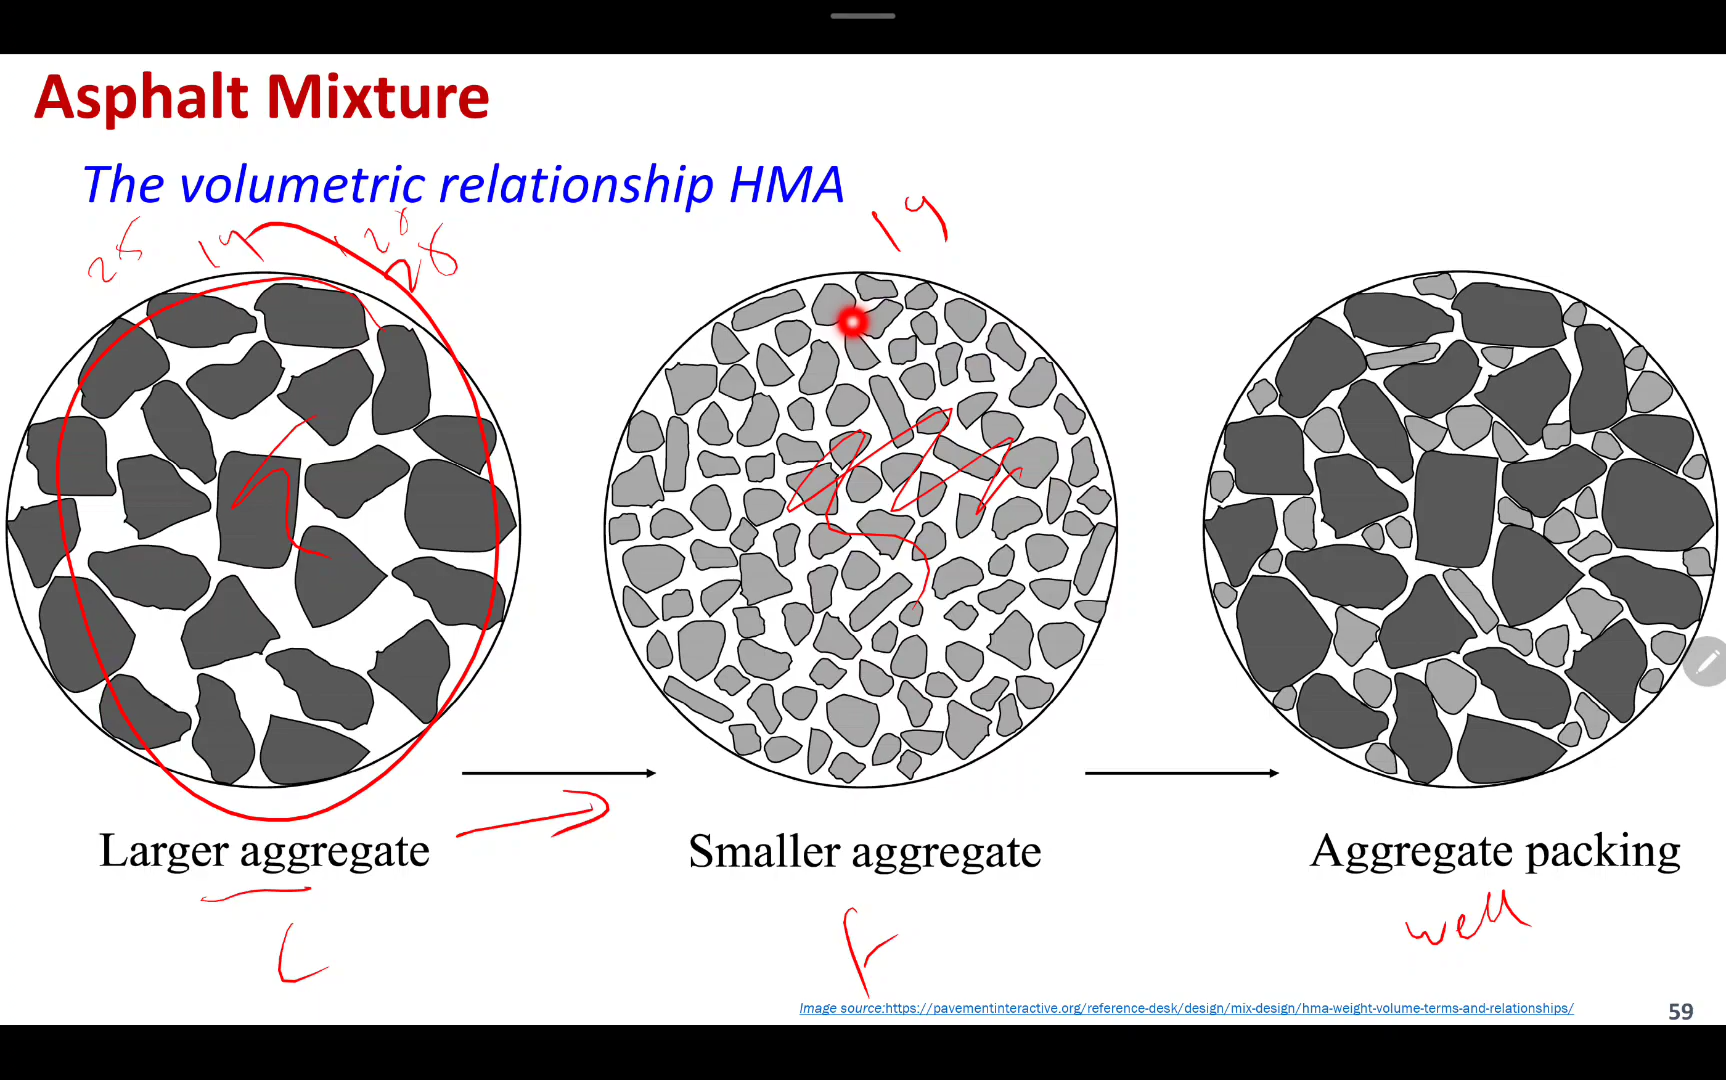 Asphalt Mixture
The volumetric relationship HMA
19
Larger aggregate
Smaller aggregate
Aggregate packing
well
C
F
Image source:https://pavementinteractive.org/reference-desk/design/mix-design/hma-weight-volume-terms-and-relationships/
59